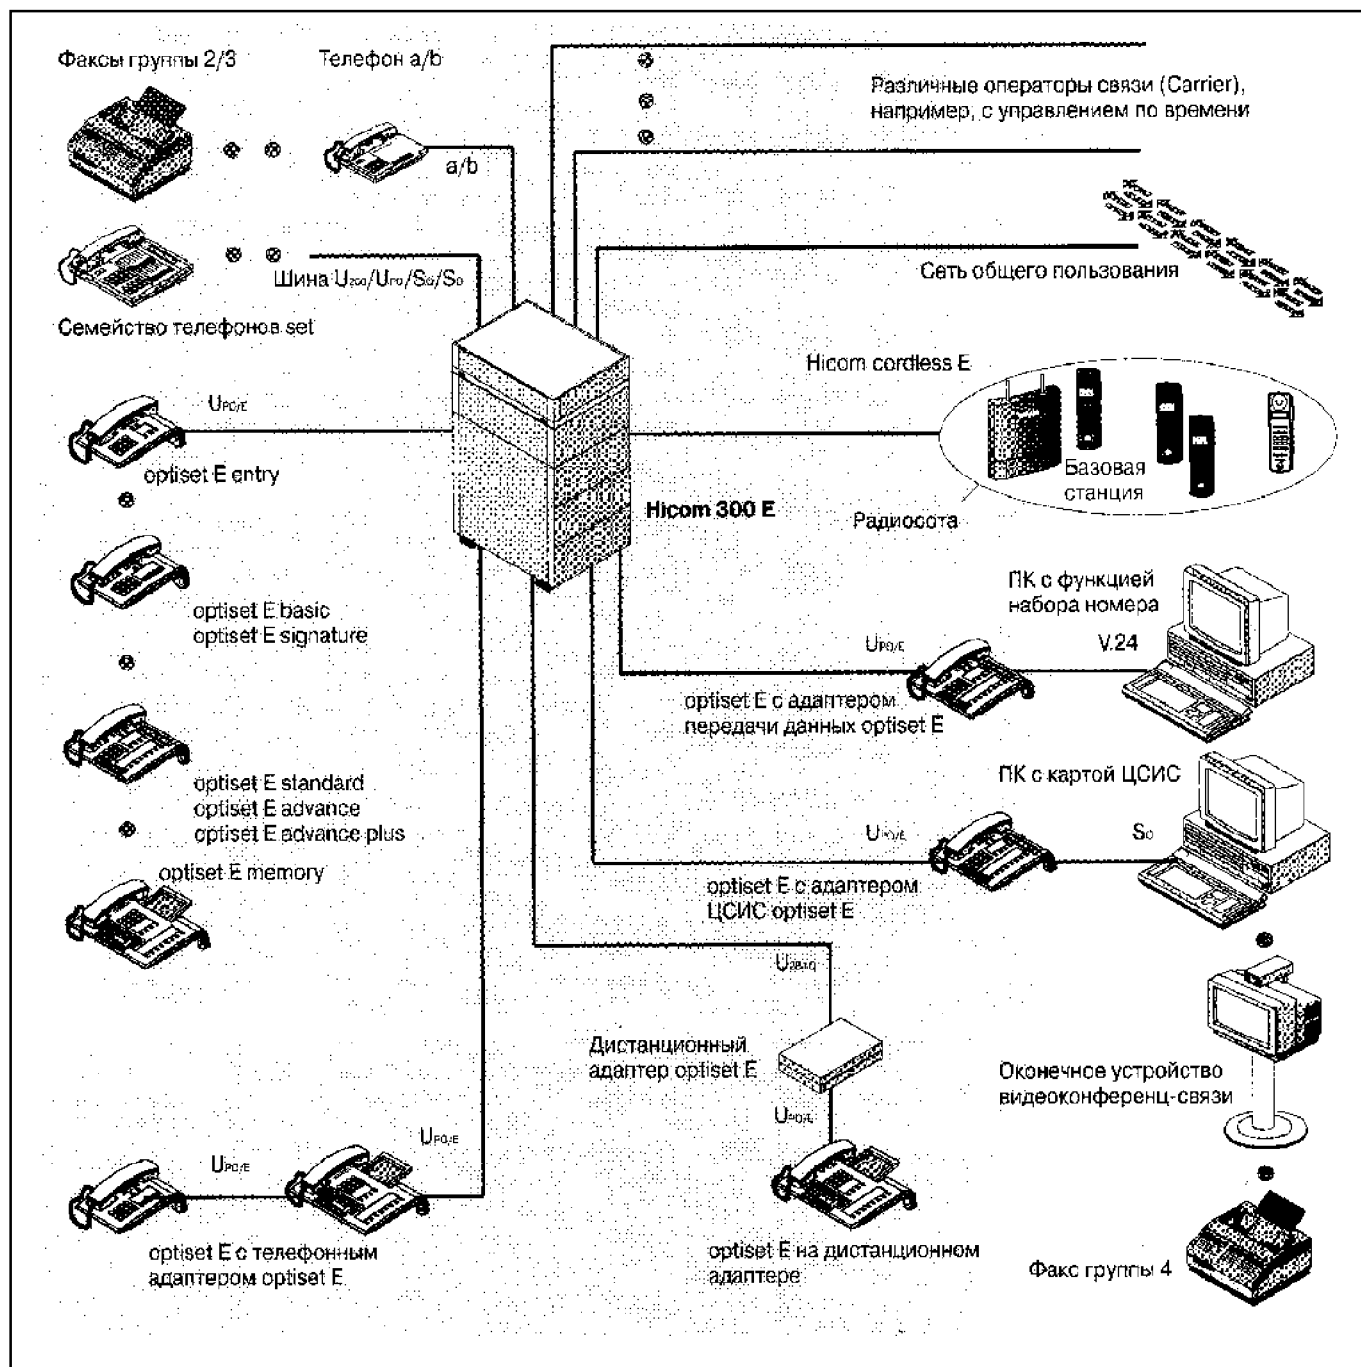 Факсы группы 2/3
Телефон a/b
a/b
Различные операторы связи (Carrier),
например, с управлением по времени
Сеть общего пользования
Шина U2B1Q/UP0/S0/S0
Семейство телефонов set
Hicom cordless E
Базовая
станция
Радиосота
UP0/E
optiset E entry
Hicom 300 E
optiset E basic
optiset E signature
ПК с функцией
набора номера
V.24
UP0/E
optiset E с адаптером
передачи данных optiset E
optiset E standard
optiset E advance
optiset E advance plus
optiset E memory
ПК с картой ЦСИС
UP0/E
S0
optiset E с адаптером
ЦСИС optiset E
U2B1Q
Дистанционный
адаптер optiset E
UP0/E
Оконечное устройство
видеоконференц-связи
UP0/E
UP0/E
optiset E с телефонным
адаптером optiset E
optiset E на дистанционном
адаптере
Факс группы 4